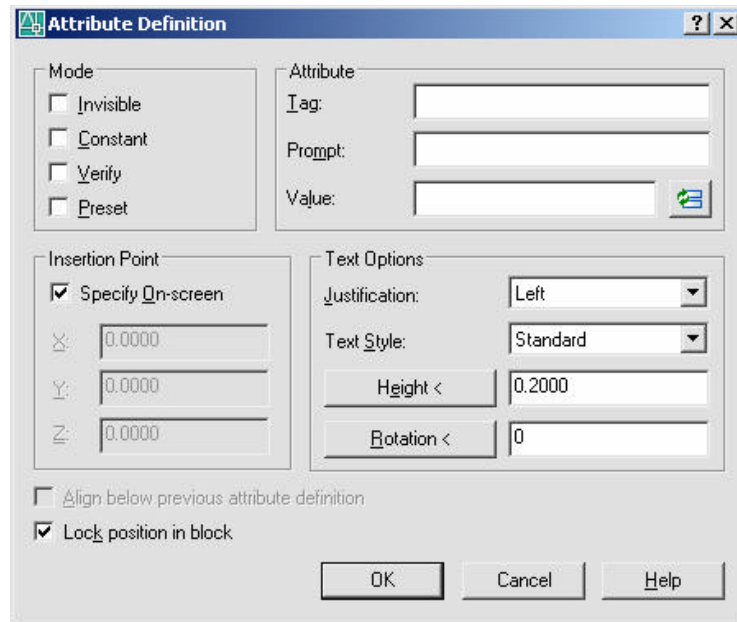 Attribute Definition
Mode
Invisible
Constant
Verify
Preset
Attribute
Tag:
Prompt:
Value:
Insertion Point
Specify On-screen
X: 0.0000
Y: 0.0000
Z: 0.0000
Text Options
Justification: Left
Text Style: Standard
Height < 0.2000
Rotation < 0
Align below previous attribute definition
Lock position in block
OK Cancel Help